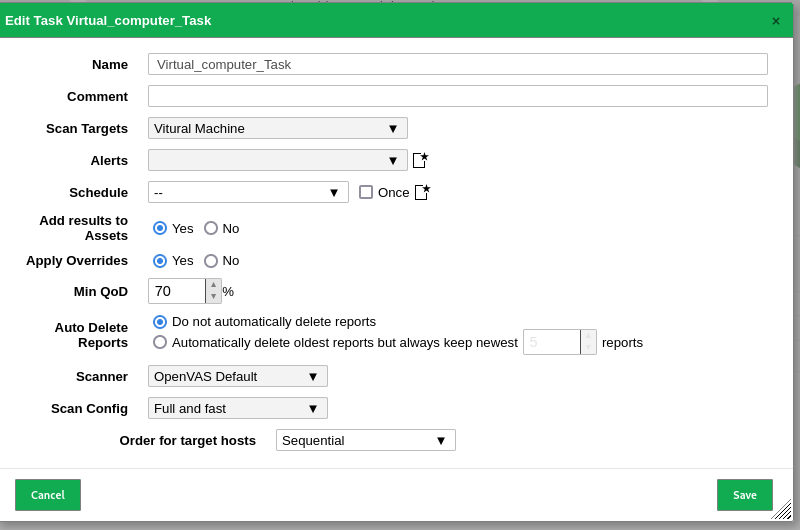 Edit Task Virtual_computer_Task ×
Name Virtual_computer_Task
Comment
Scan Targets Vitural Machine ▼
Alerts ▼
Schedule -- ▼ Once
Add results to
Assets Yes No
Apply Overrides Yes No
Min QoD 70 %
Auto Delete
Reports Do not automatically delete reports
Automatically delete oldest reports but always keep newest 5 reports
Scanner OpenVAS Default ▼
Scan Config Full and fast ▼
Order for target hosts Sequential ▼
Cancel Save